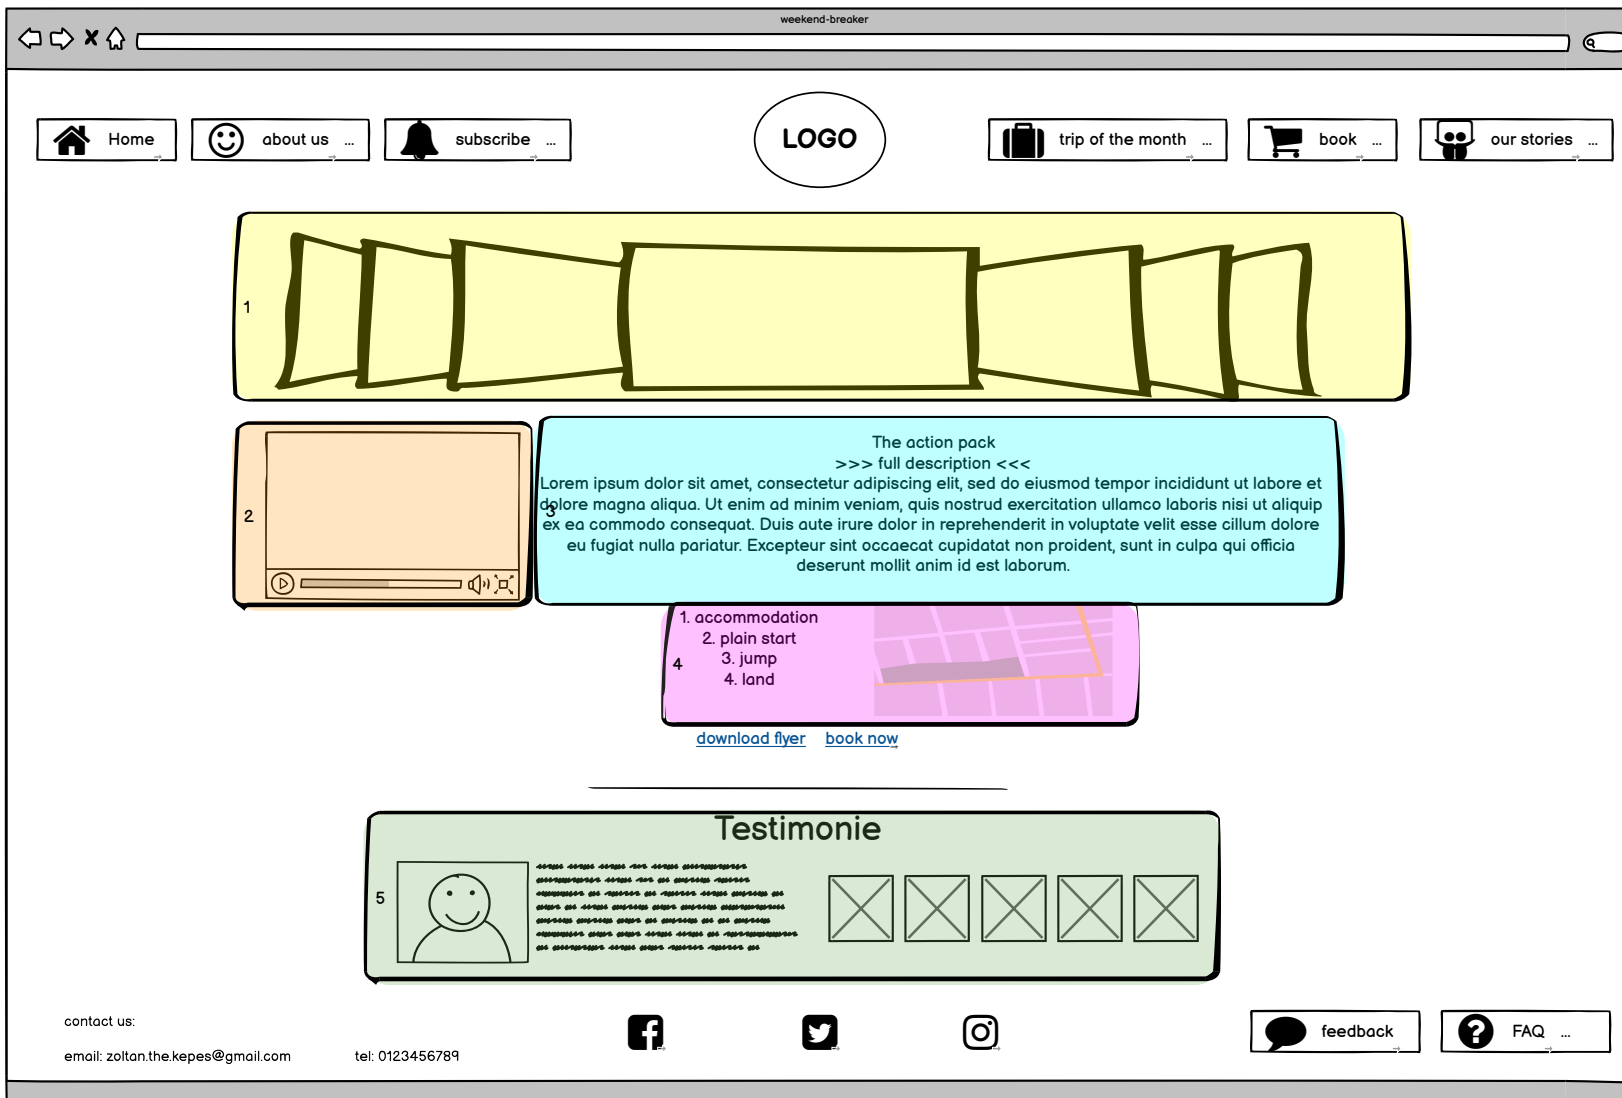 weekend-breaker
Home
about us ...
subscribe ...
LOGO
trip of the month ...
book ...
our stories ...
1
2
The action pack
>>> full description <<<
Lorem ipsum dolor sit amet, consectetur adipiscing elit, sed do eiusmod tempor incididunt ut labore et
dolore magna aliqua. Ut enim ad minim veniam, quis nostrud exercitation ullamco laboris nisi ut aliquip
3
ex ea commodo consequat. Duis aute irure dolor in reprehenderit in voluptate velit esse cillum dolore
eu fugiat nulla pariatur. Excepteur sint occaecat cupidatat non proident, sunt in culpa qui officia
deserunt mollit anim id est laborum.
1. accommodation
2. plain start
3. jump
4. land
4
download flyer book now
Testimonie
5
contact us:
email: zoltan.the.kepes@gmail.com tel: 0123456789
feedback
FAQ ...